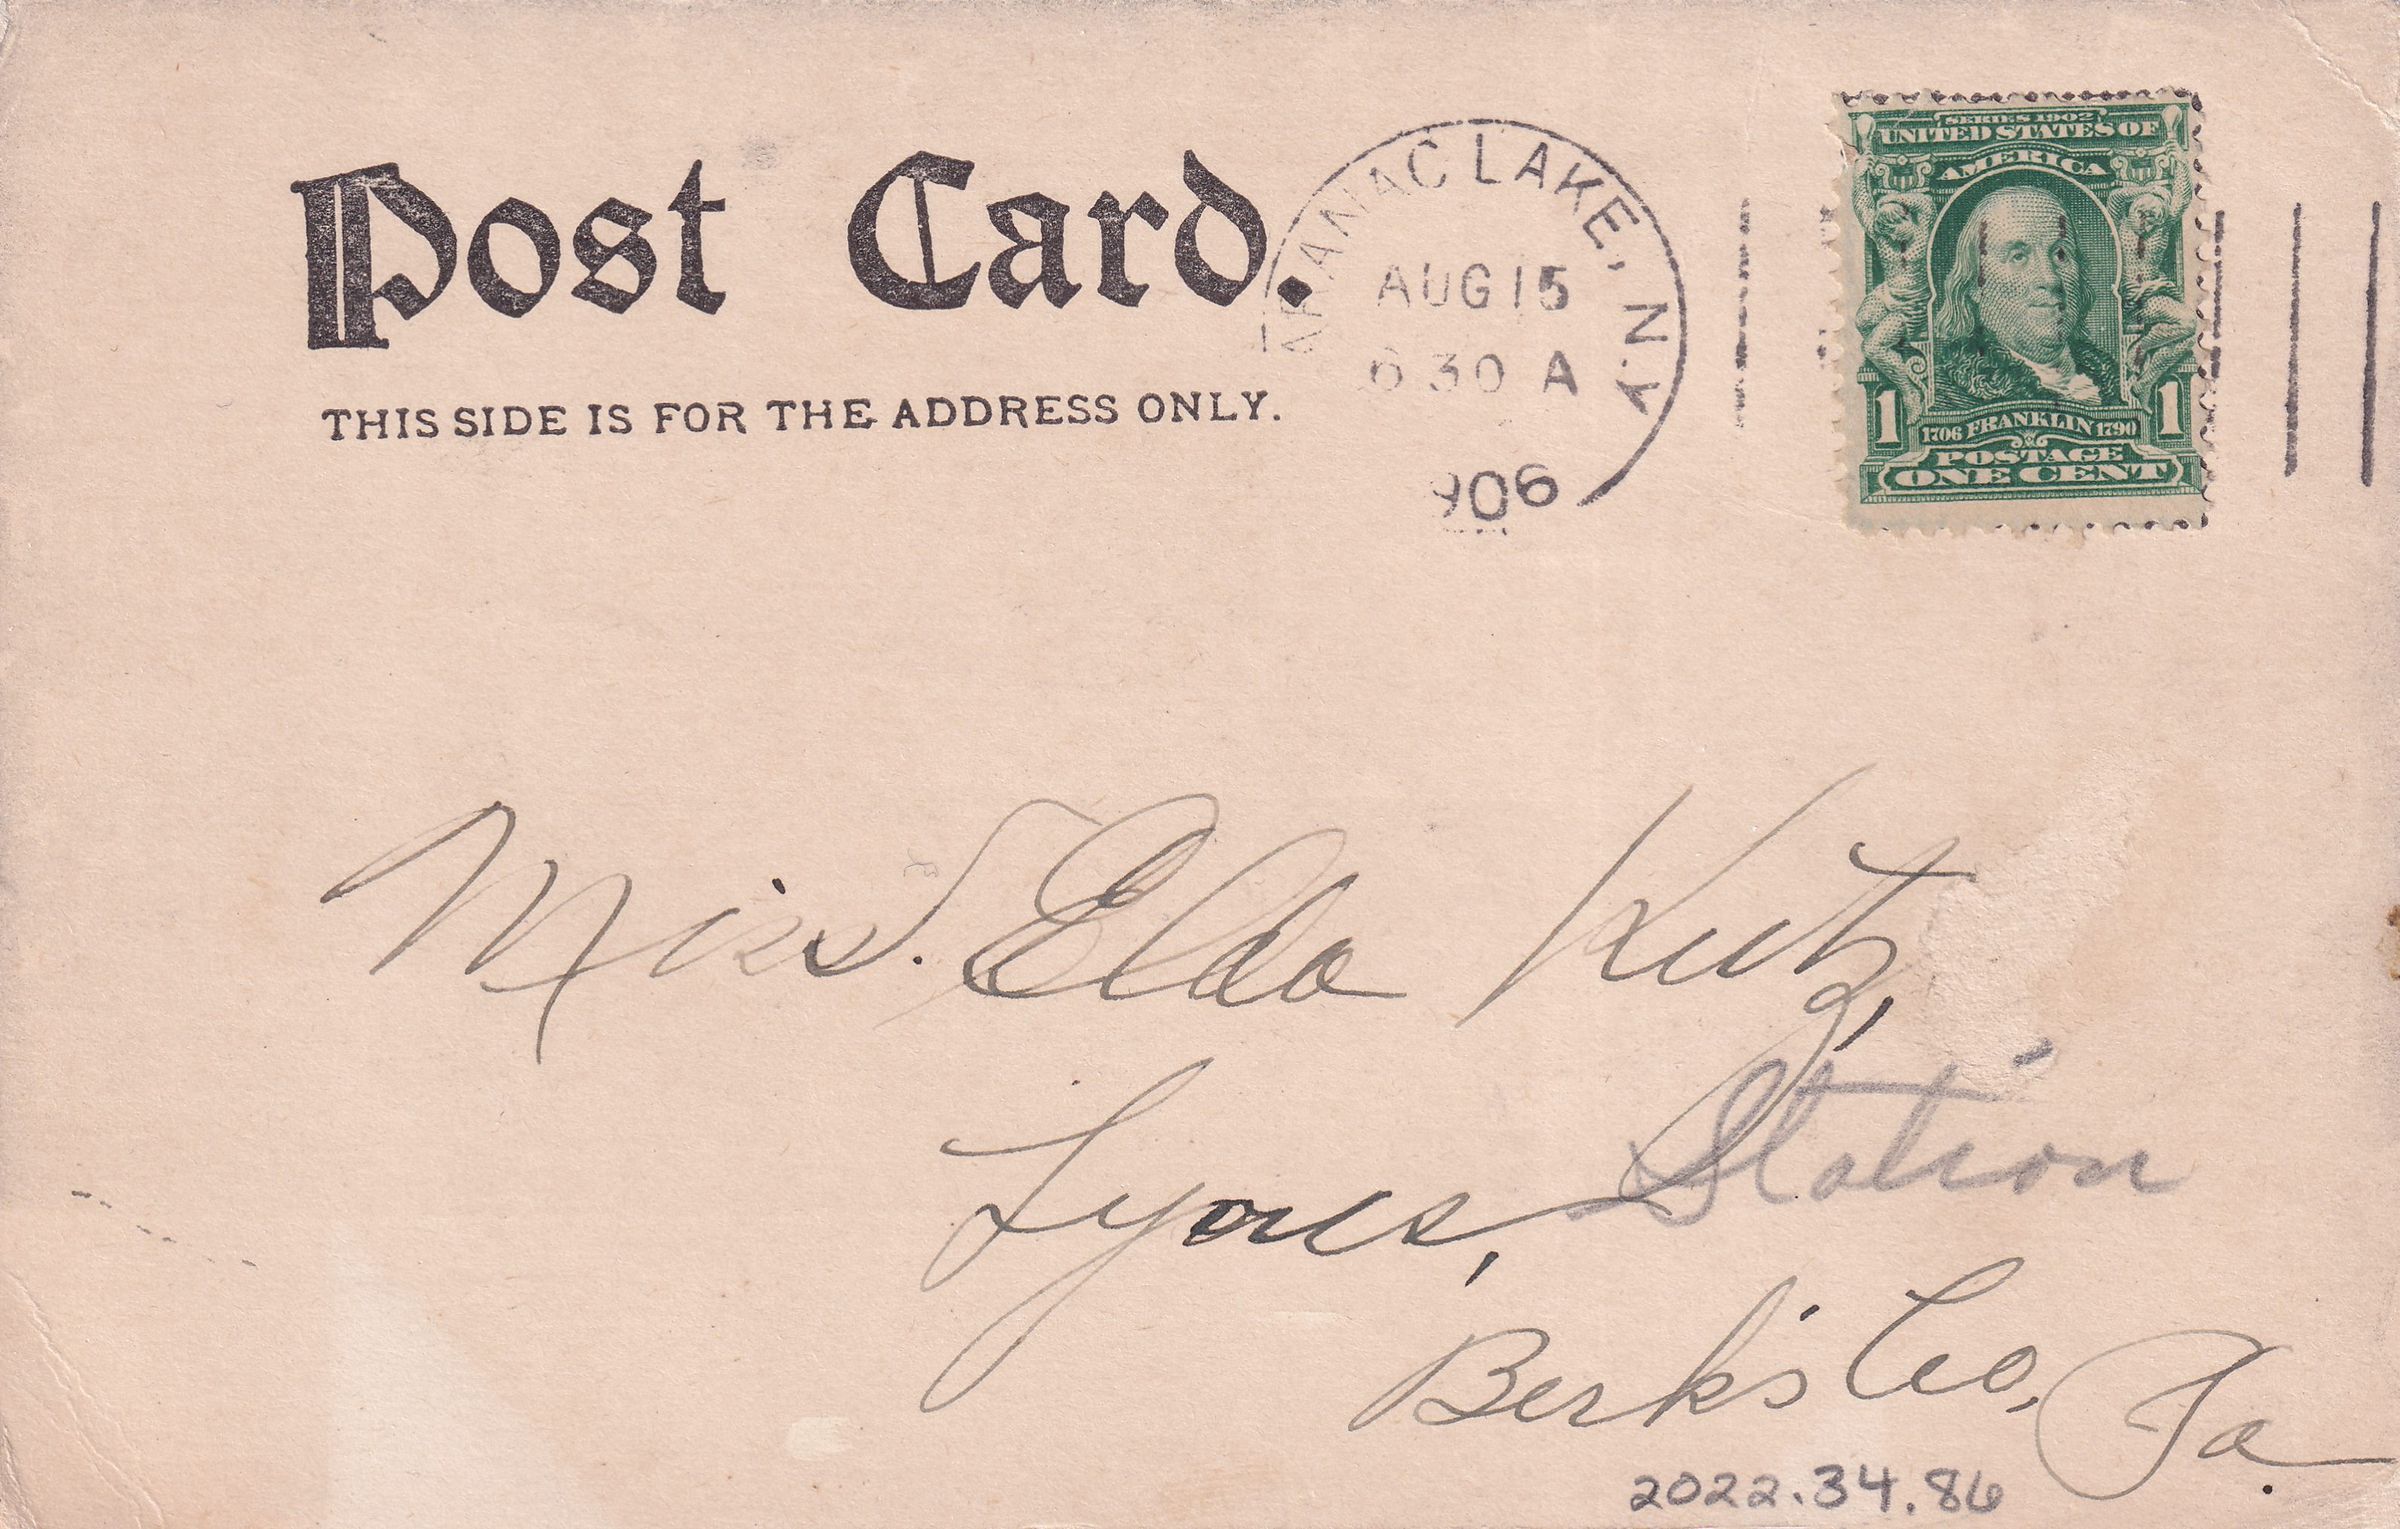 Post Card.
THIS SIDE IS FOR THE ADDRESS ONLY.
ARANAC LAKE, N.Y.
AUG 15
6 30 A
906
SERIES 1902
UNITED STATES OF
AMERICA
1 1706 FRANKLIN 1790 1
POSTAGE
ONE CENT
Miss. Elda Kutz,
Lyons, Station
Berks Co, Pa.
2022.34.86